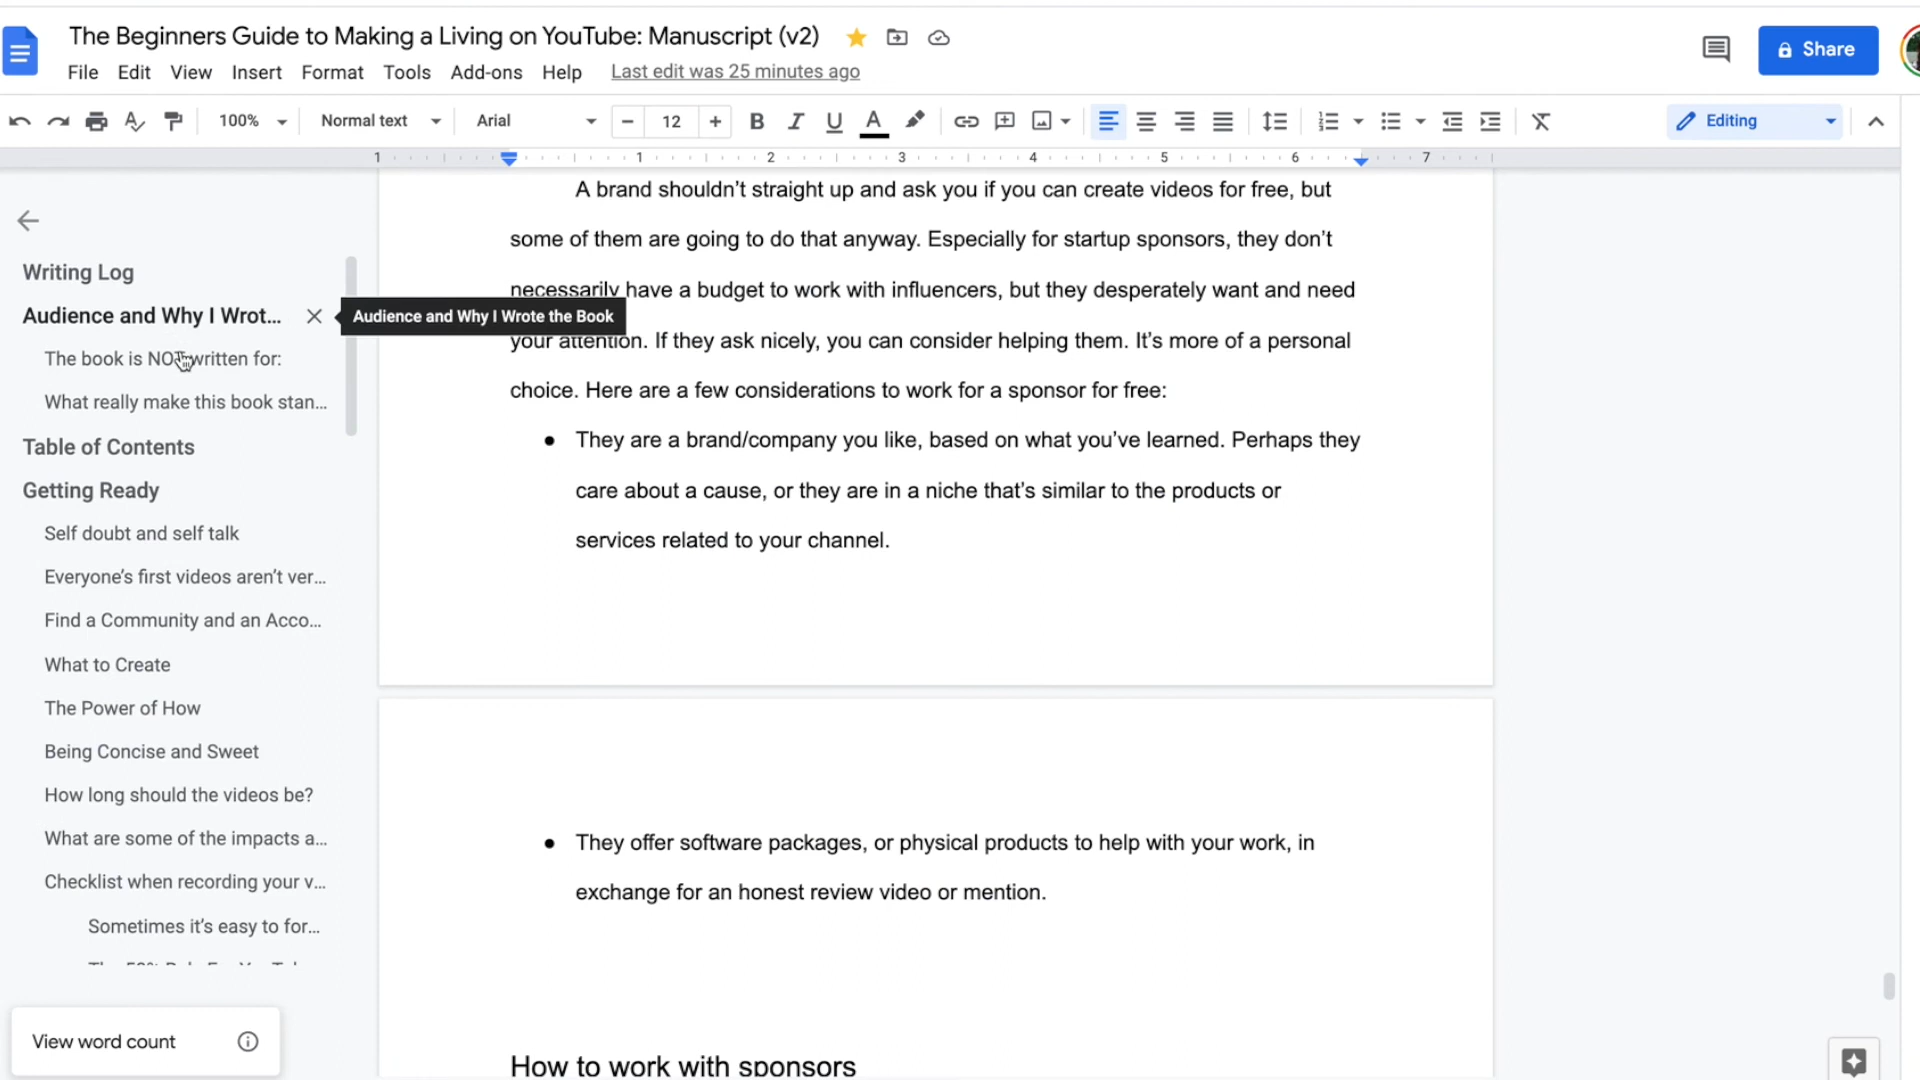 The Beginners Guide to Making a Living on YouTube: Manuscript (v2)
Share
File Edit View Insert Format Tools Add-ons Help Last edit was 25 minutes ago
100% Normal text Arial 12 B I U A Editing
1 1 2 3 4 5 6 7
Writing Log
Audience and Why I Wrot...
Audience and Why I Wrote the Book
The book is NOT written for:
What really make this book stan...
Table of Contents
Getting Ready
Self doubt and self talk
Everyone's first videos aren't ver...
Find a Community and an Acco...
What to Create
The Power of How
Being Concise and Sweet
How long should the videos be?
What are some of the impacts a...
Checklist when recording your v...
Sometimes it's easy to for...
View word count
A brand shouldn't straight up and ask you if you can create videos for free, but
some of them are going to do that anyway. Especially for startup sponsors, they don't
necessarily have a budget to work with influencers, but they desperately want and need
your attention. If they ask nicely, you can consider helping them. It's more of a personal
choice. Here are a few considerations to work for a sponsor for free:
● They are a brand/company you like, based on what you've learned. Perhaps they
care about a cause, or they are in a niche that's similar to the products or
services related to your channel.
● They offer software packages, or physical products to help with your work, in
exchange for an honest review video or mention.
How to work with sponsors